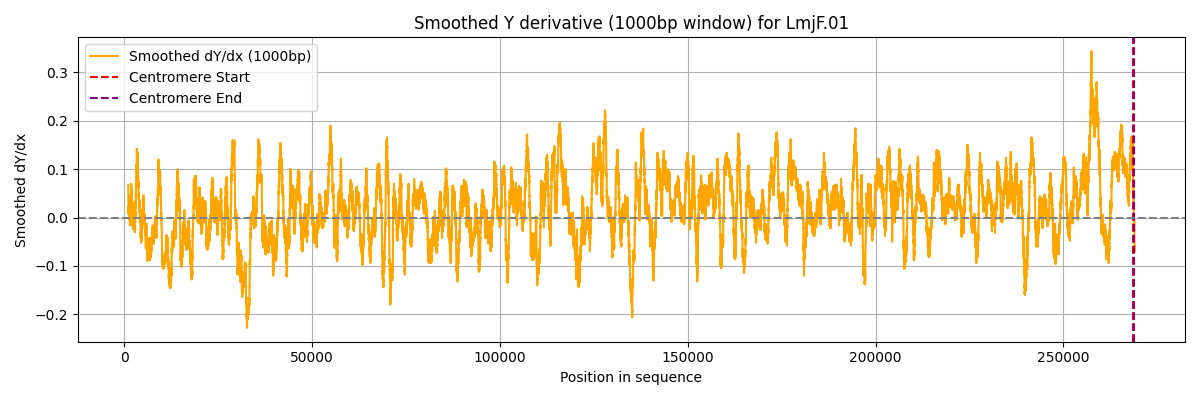 Smoothed Y derivative (1000bp window) for LmjF.01
Smoothed dY/dx (1000bp)
Centromere Start
Centromere End
Smoothed dY/dx
0.3
0.2
0.1
0.0
−0.1
−0.2
0 50000 100000 150000 200000 250000
Position in sequence